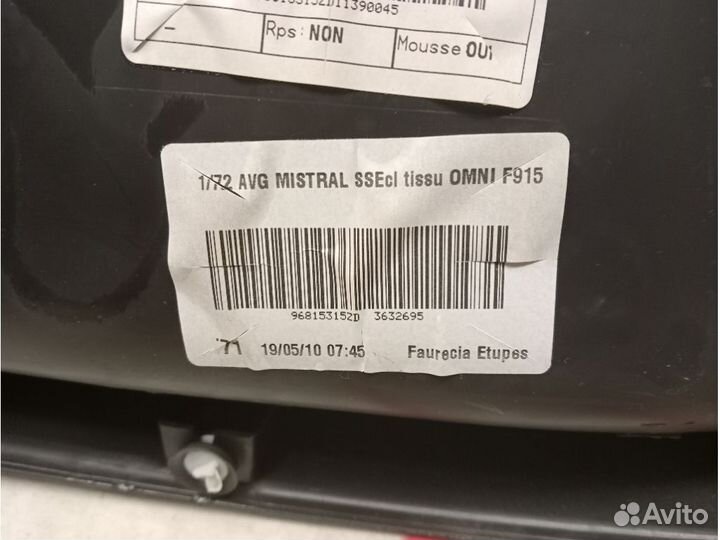 Rps: NON
Mousse OUI
1/72 AVG MISTRAL SSEcl tissu OMNI F915
968153152D 3632695
19/05/10 07:45 Faurecia Etupes
Avito